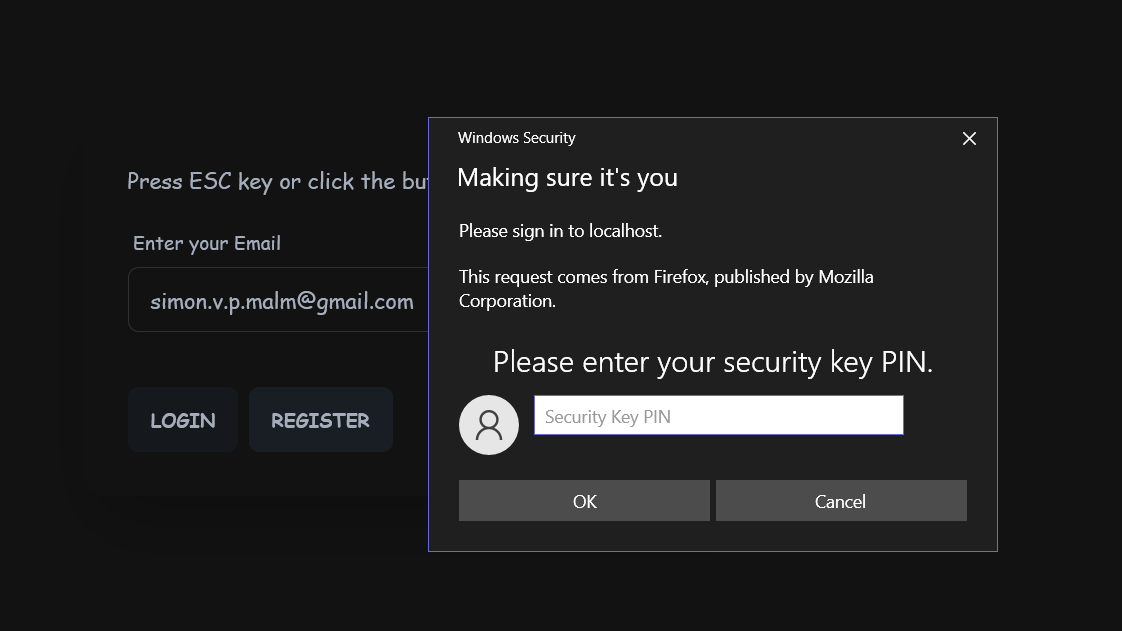 Windows Security
Making sure it's you
Please sign in to localhost.
This request comes from Firefox, published by Mozilla
Corporation.
Please enter your security key PIN.
Security Key PIN
OK
Cancel
Press ESC key or click the
Enter your Email
simon.v.p.malm@gmail.com
LOGIN
REGISTER